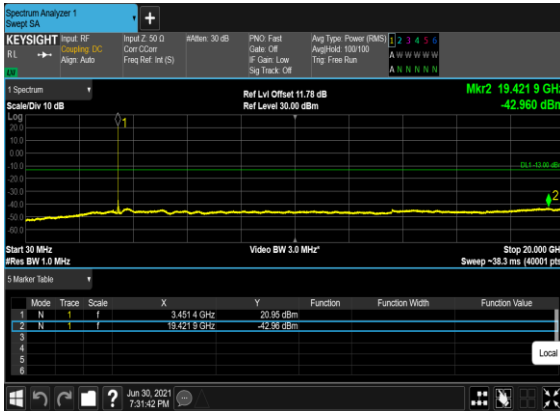 Spectrum Analyzer 1
Swept SA
+
KEYSIGHT Input: RF Input Z: 50 Ω #Atten: 30 dB PNO: Fast Avg Type: Power (RMS) 1 2 3 4 5 6
RL Coupling: DC Corr CCorr Gate: Off Avg|Hold: 100/100 A W W W W W
Align: Auto Freq Ref: Int (S) IF Gain: Low Trig: Free Run
Sig Track: Off A N N N N N
LXI
1 Spectrum Ref Lvl Offset 11.78 dB Mkr2 19.421 9 GHz
Scale/Div 10 dB Ref Level 30.00 dBm -42.960 dBm
Log
20.0
10.0
0.00
-10.0
-20.0
-30.0
-40.0
-50.0
-60.0
1
DL1 -13.00 dBm
2
Start 30 MHz Video BW 3.0 MHz* Stop 20.000 GHz
#Res BW 1.0 MHz Sweep ~38.3 ms (40001 pts)
5 Marker Table
Mode Trace Scale X Y Function Function Width Function Value
1 N 1 f 3.451 4 GHz 20.95 dBm
2 N 1 f 19.421 9 GHz -42.96 dBm
3
4
5
6
Local
? Jun 30, 2021
7:31:42 PM